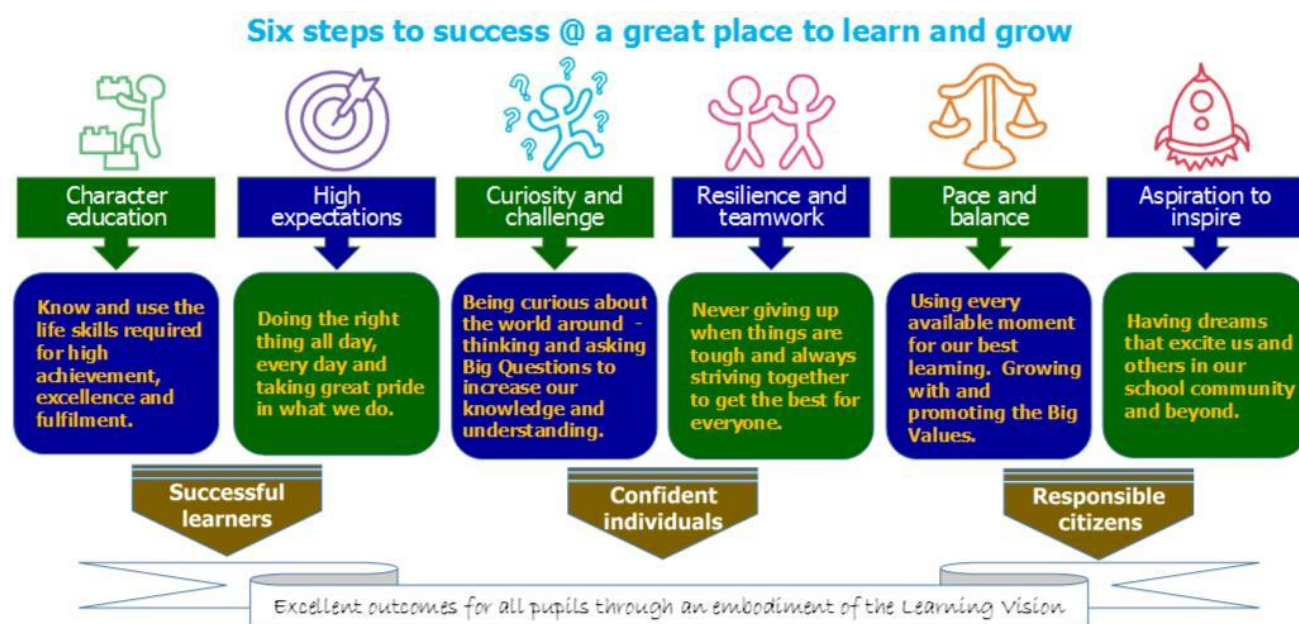 Six steps to success @ a great place to learn and grow
Character
education
High
expectations
Curiosity and
challenge
Resilience and
teamwork
Pace and
balance
Aspiration to
inspire
Know and use the
life skills required
for high
achievement,
excellence and
fulfilment.
Doing the right
thing all day,
every day and
taking great pride
in what we do.
Being curious about
the world around -
thinking and asking
Big Questions to
increase our
knowledge and
understanding.
Never giving up
when things are
tough and always
striving together
to get the best for
everyone.
Using every
available moment
for our best
learning. Growing
with and
promoting the Big
Values.
Having dreams
that excite us and
others in our
school community
and beyond.
Successful
learners
Confident
individuals
Responsible
citizens
Excellent outcomes for all pupils through an embodiment of the Learning Vision